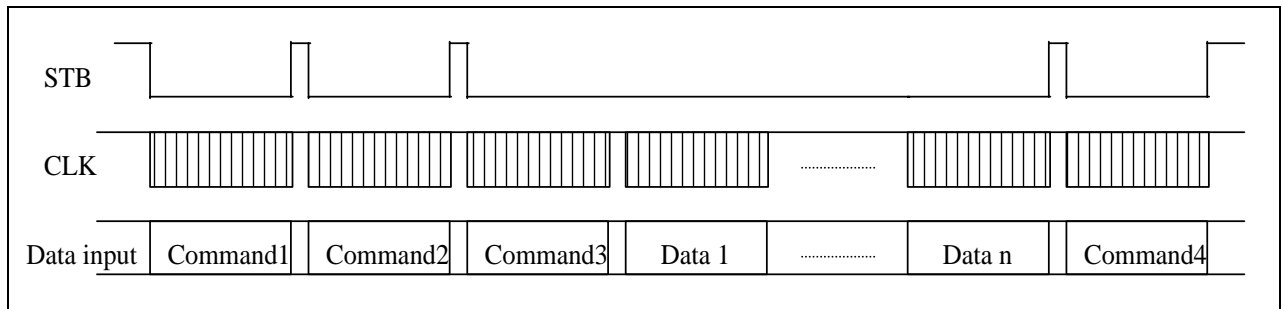 STB
CLK
....................
Data input Command1 Command2 Command3 Data 1 .................... Data n Command4